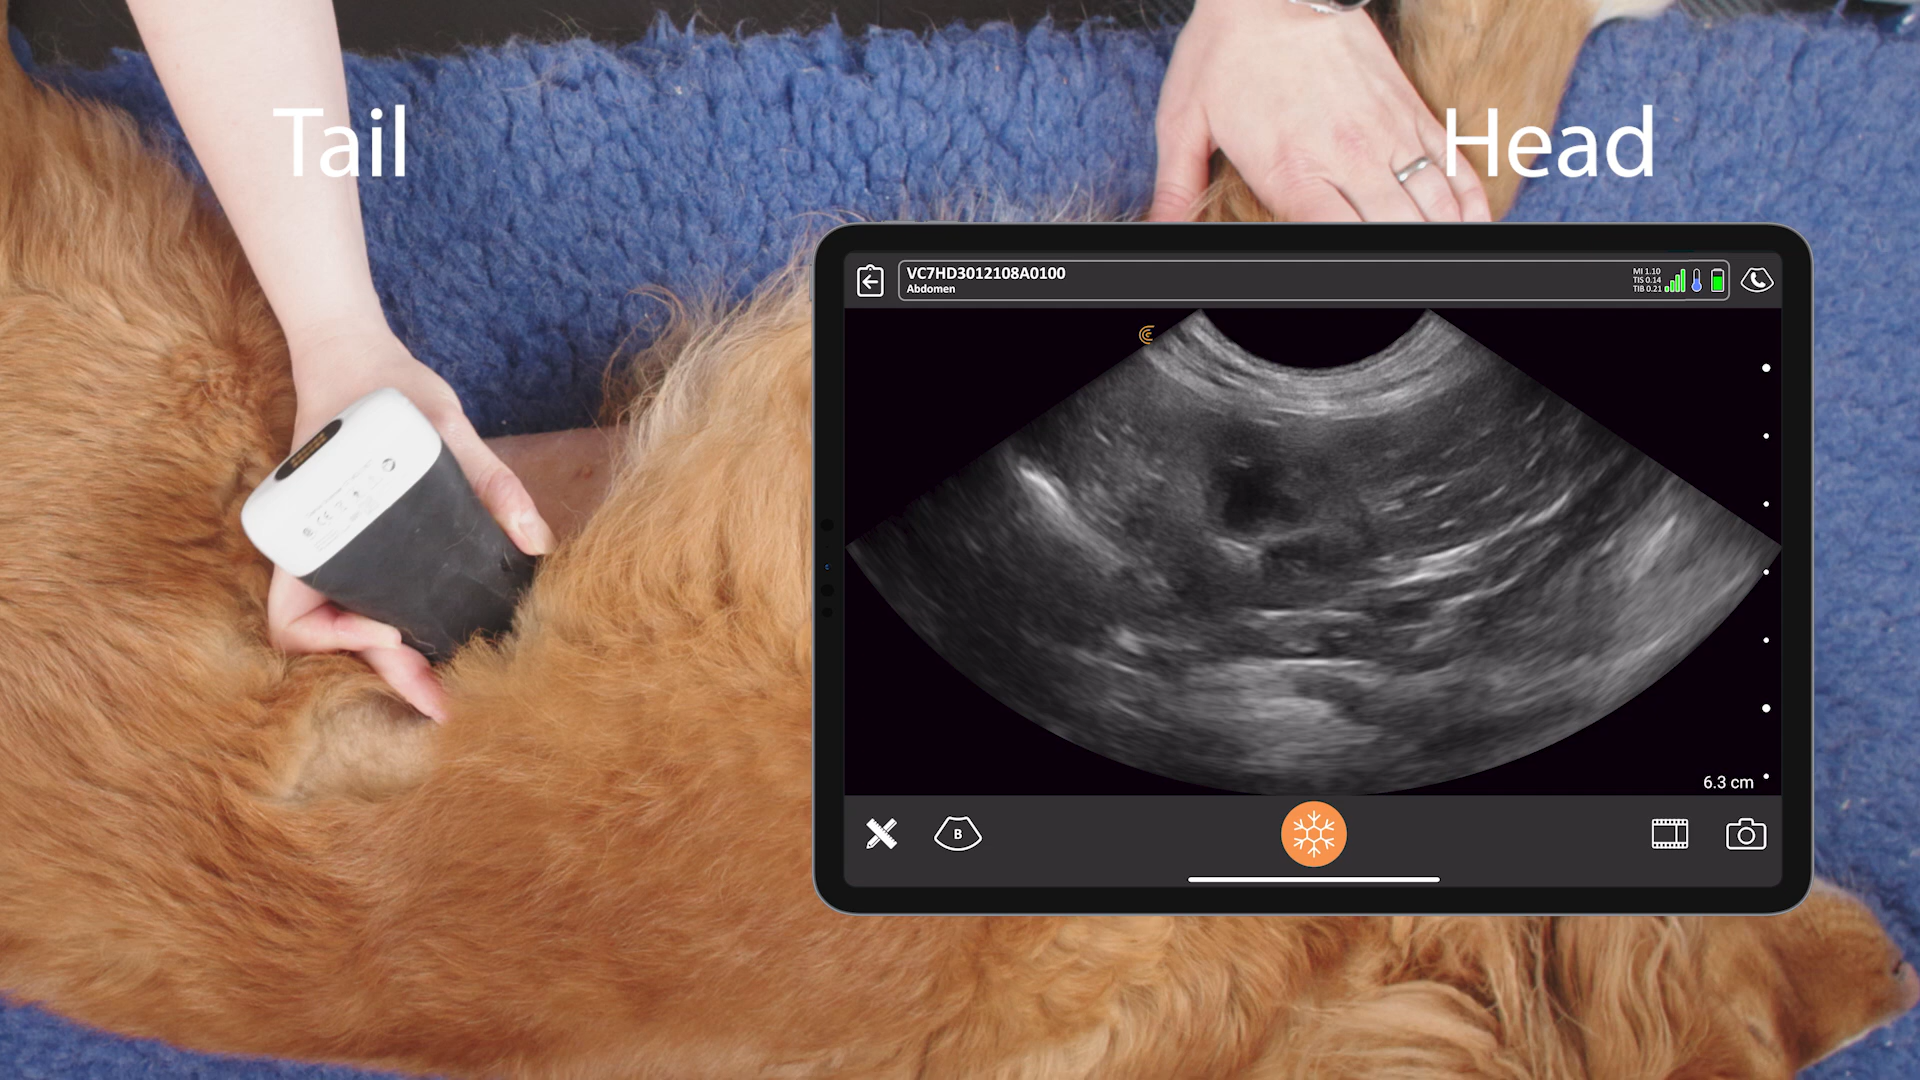 Tail
Head
VC7HD3012108A0100
Abdomen
MI 1.10
TIS 0.14
TIB 0.21
6.3 cm
B